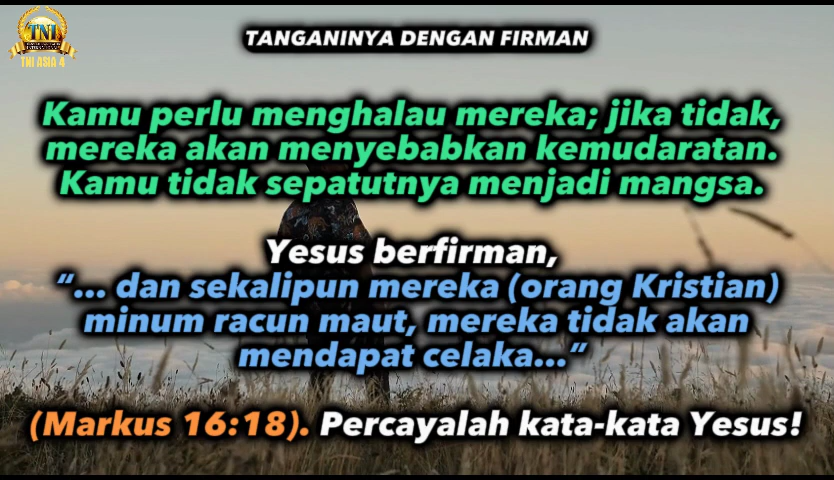 TNI
TNI ASIA 4
TANGANINYA DENGAN FIRMAN
Kamu perlu menghalau mereka; jika tidak,
mereka akan menyebabkan kemudaratan.
Kamu tidak sepatutnya menjadi mangsa.
Yesus berfirman,
“... dan sekalipun mereka (orang Kristian)
minum racun maut, mereka tidak akan
mendapat celaka...“
(Markus 16:18). Percayalah kata-kata Yesus!